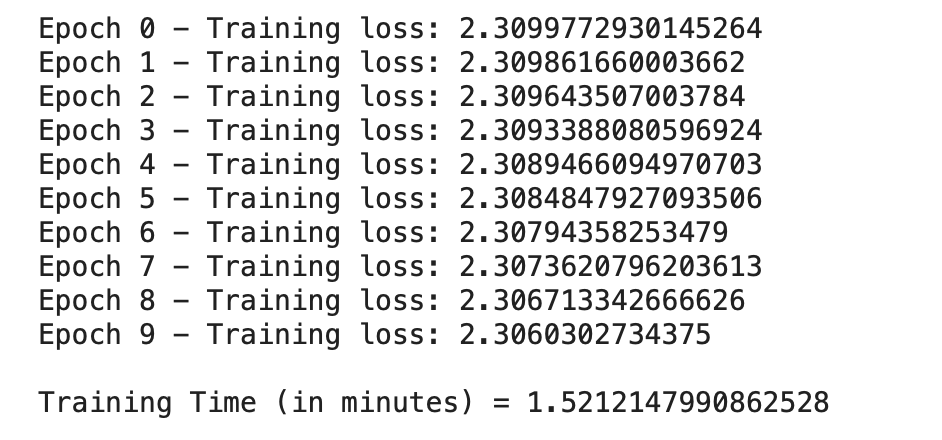 Epoch 0 – Training loss: 2.3099772930145264
Epoch 1 – Training loss: 2.309861660003662
Epoch 2 – Training loss: 2.309643507003784
Epoch 3 – Training loss: 2.3093388080596924
Epoch 4 – Training loss: 2.3089466094970703
Epoch 5 – Training loss: 2.3084847927093506
Epoch 6 – Training loss: 2.30794358253479
Epoch 7 – Training loss: 2.3073620796203613
Epoch 8 – Training loss: 2.306713342666626
Epoch 9 – Training loss: 2.3060302734375
Training Time (in minutes) = 1.5212147990862528